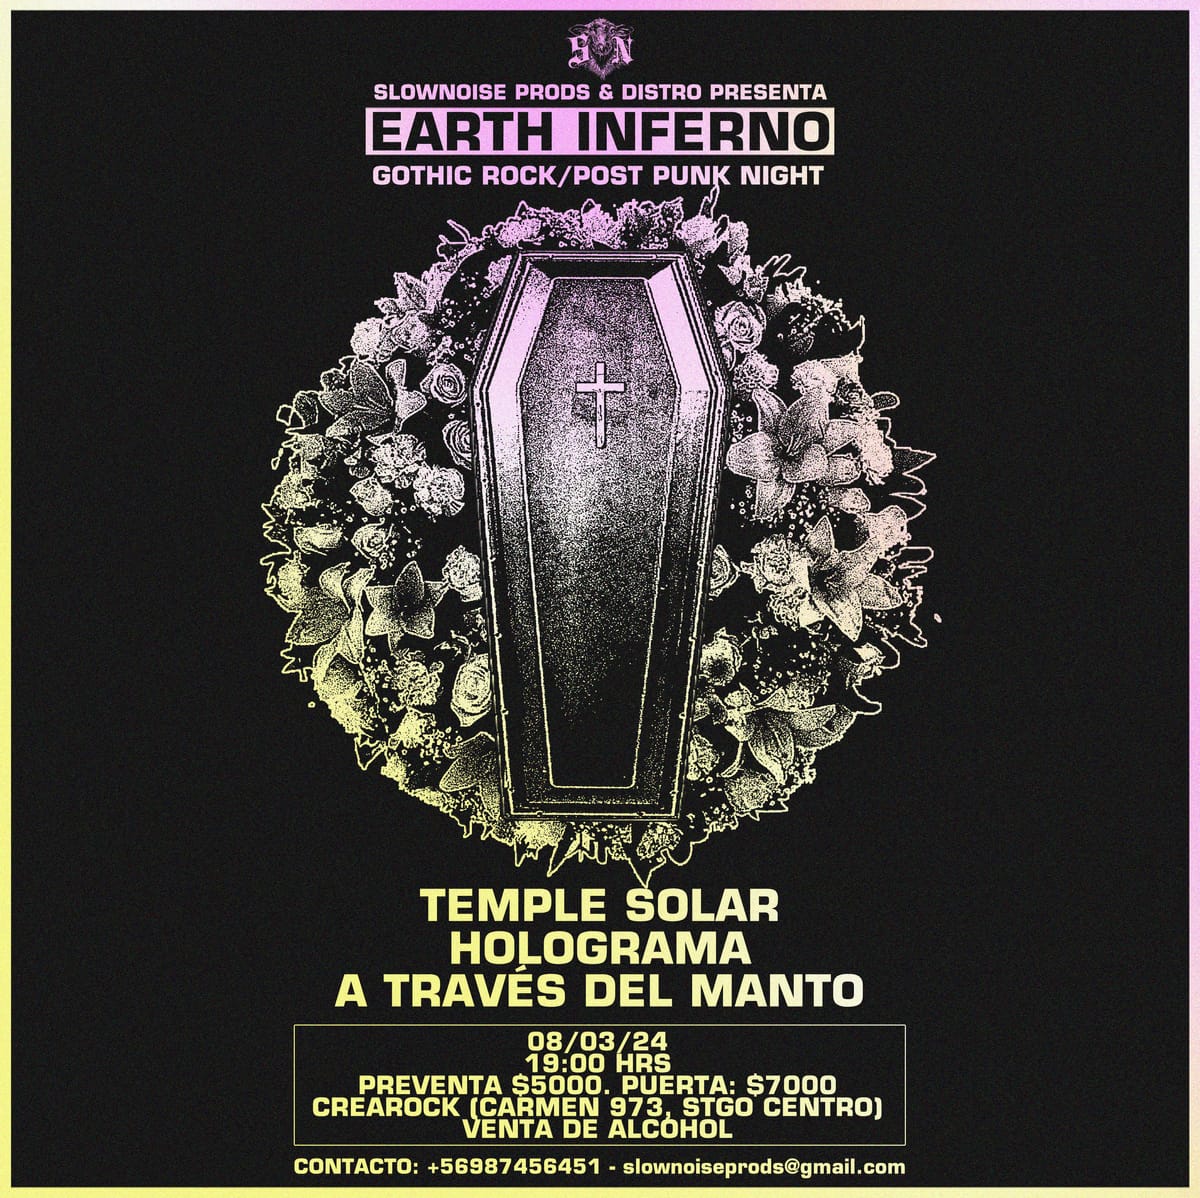 SN
SLOWNOISE PRODS & DISTRO PRESENTA
EARTH INFERNO
GOTHIC ROCK/POST PUNK NIGHT
TEMPLE SOLAR
HOLOGRAMA
A TRAVÉS DEL MANTO
08/03/24
19:00 HRS
PREVENTA $5000. PUERTA: $7000
CREAROCK (CARMEN 973, STGO CENTRO)
VENTA DE ALCOHOL
CONTACTO: +56987456451 - slownoiseprods@gmail.com